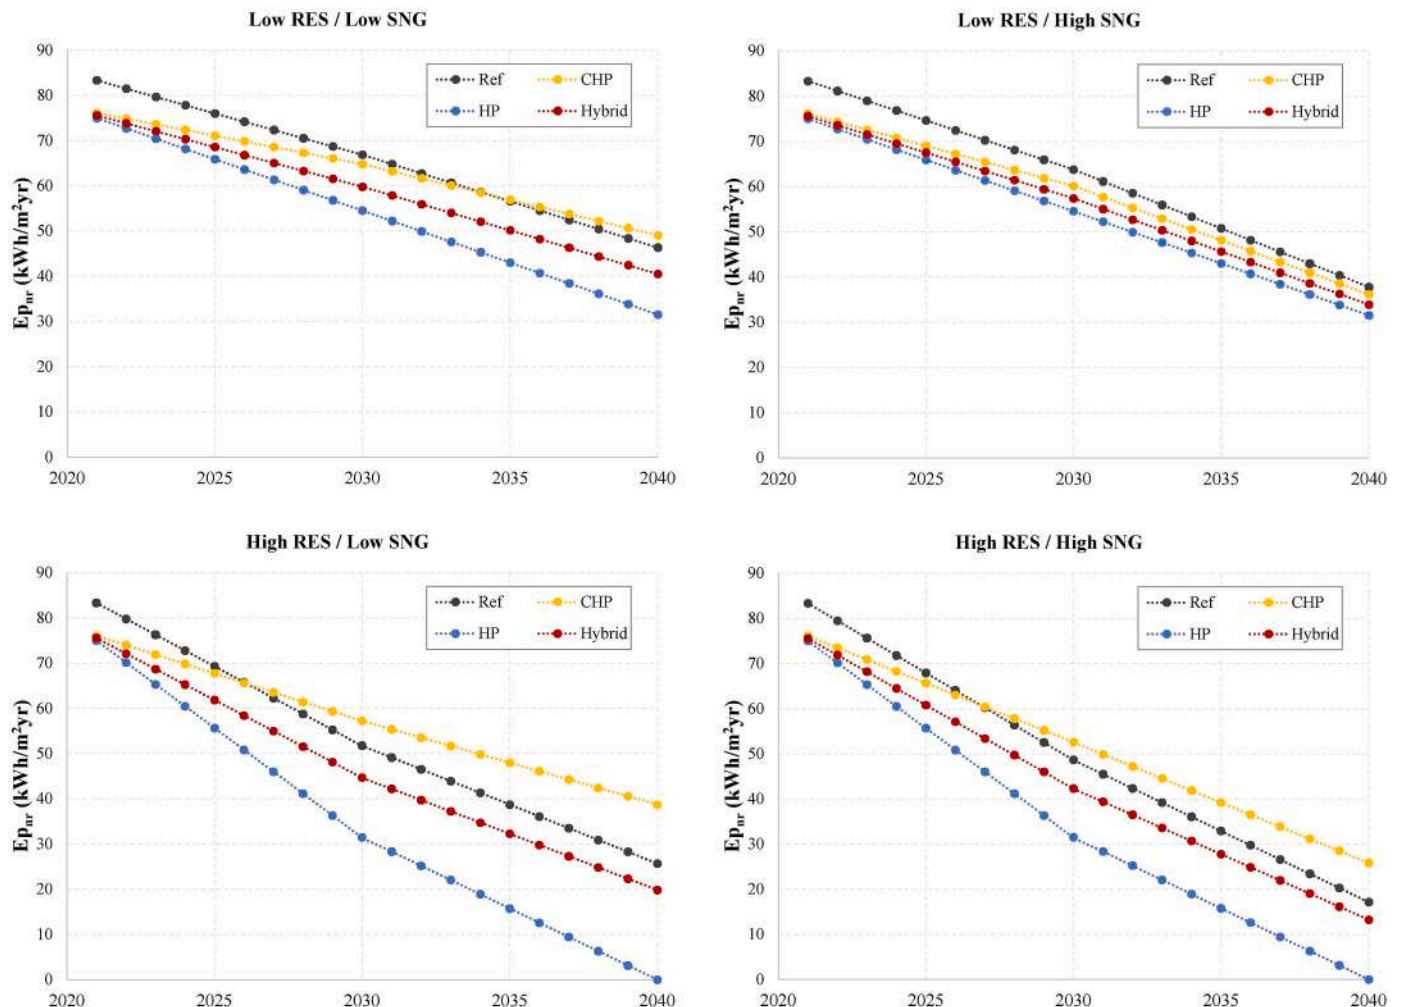 Low RES / Low SNG
Ep_nr (kWh/m²yr)
90
80
70
60
50
40
30
20
10
0
Ref
CHP
HP
Hybrid
2020 2025 2030 2035 2040
Low RES / High SNG
Ep_nr (kWh/m²yr)
90
80
70
60
50
40
30
20
10
0
Ref
CHP
HP
Hybrid
2020 2025 2030 2035 2040
High RES / Low SNG
Ep_nr (kWh/m²yr)
90
80
70
60
50
40
30
20
10
0
Ref
CHP
HP
Hybrid
2020 2025 2030 2035 2040
High RES / High SNG
Ep_nr (kWh/m²yr)
90
80
70
60
50
40
30
20
10
0
Ref
CHP
HP
Hybrid
2020 2025 2030 2035 2040